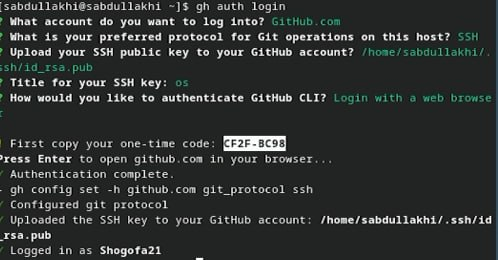 [sabdullakhi@sabdullakhi ~]$ gh auth login
? What account do you want to log into? GitHub.com
? What is your preferred protocol for Git operations on this host? SSH
? Upload your SSH public key to your GitHub account? /home/sabdullakhi/.
ssh/id_rsa.pub
? Title for your SSH key: os
? How would you like to authenticate GitHub CLI? Login with a web browse
r
! First copy your one-time code: CF2F-BC98
Press Enter to open github.com in your browser...
✓ Authentication complete.
- gh config set -h github.com git_protocol ssh
✓ Configured git protocol
✓ Uploaded the SSH key to your GitHub account: /home/sabdullakhi/.ssh/id
_rsa.pub
✓ Logged in as Shogofa21